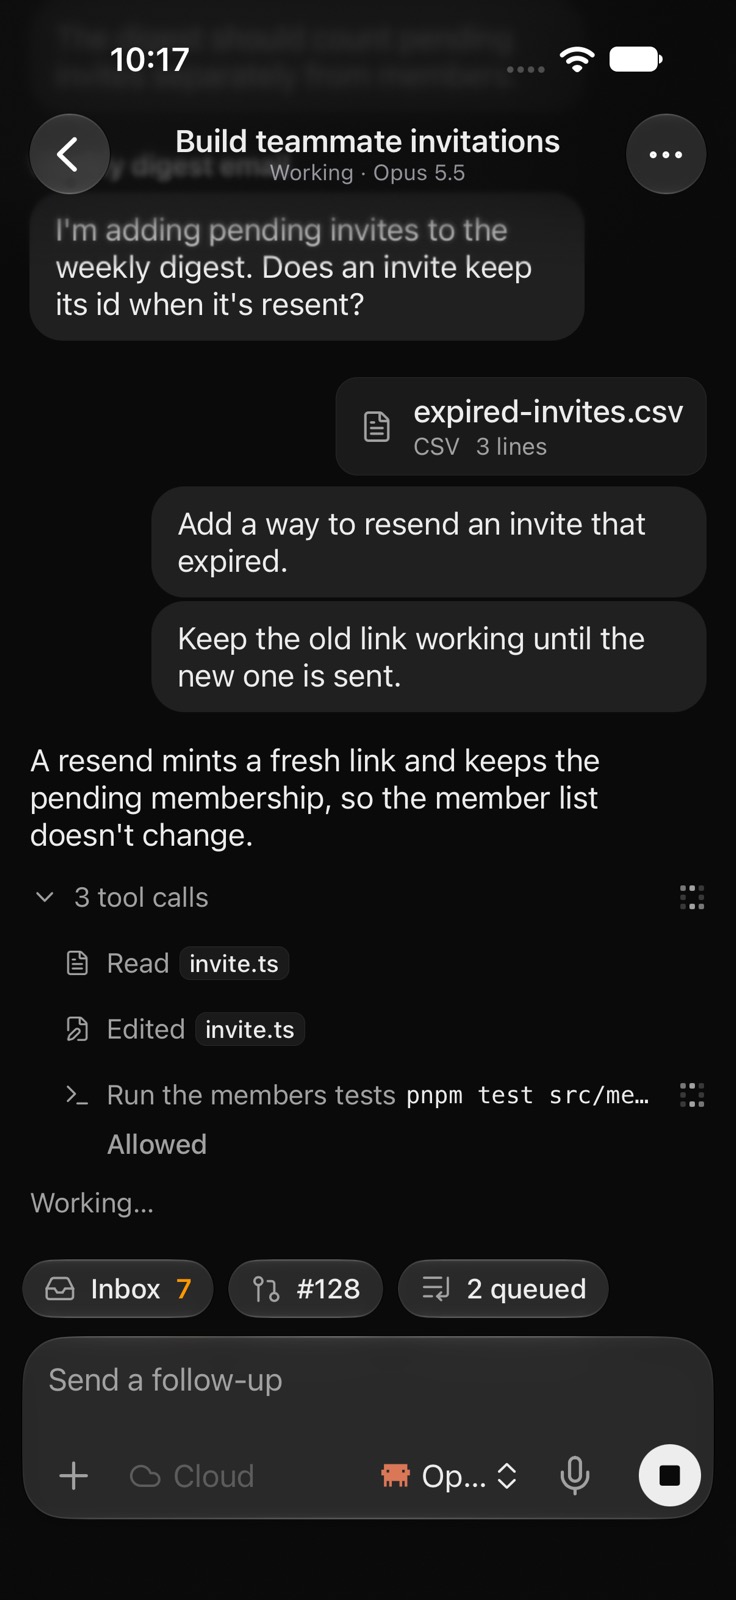 10:17
Build teammate invitations
Working · Opus 5.5
I'm adding pending invites to the
weekly digest. Does an invite keep
its id when it's resent?
expired-invites.csv
CSV 3 lines
Add a way to resend an invite that
expired.
Keep the old link working until the
new one is sent.
A resend mints a fresh link and keeps the
pending membership, so the member list
doesn't change.
3 tool calls
Read invite.ts
Edited invite.ts
Run the members tests pnpm test src/me…
Allowed
Working...
Inbox 7
#128
2 queued
Send a follow-up
Cloud
Op...